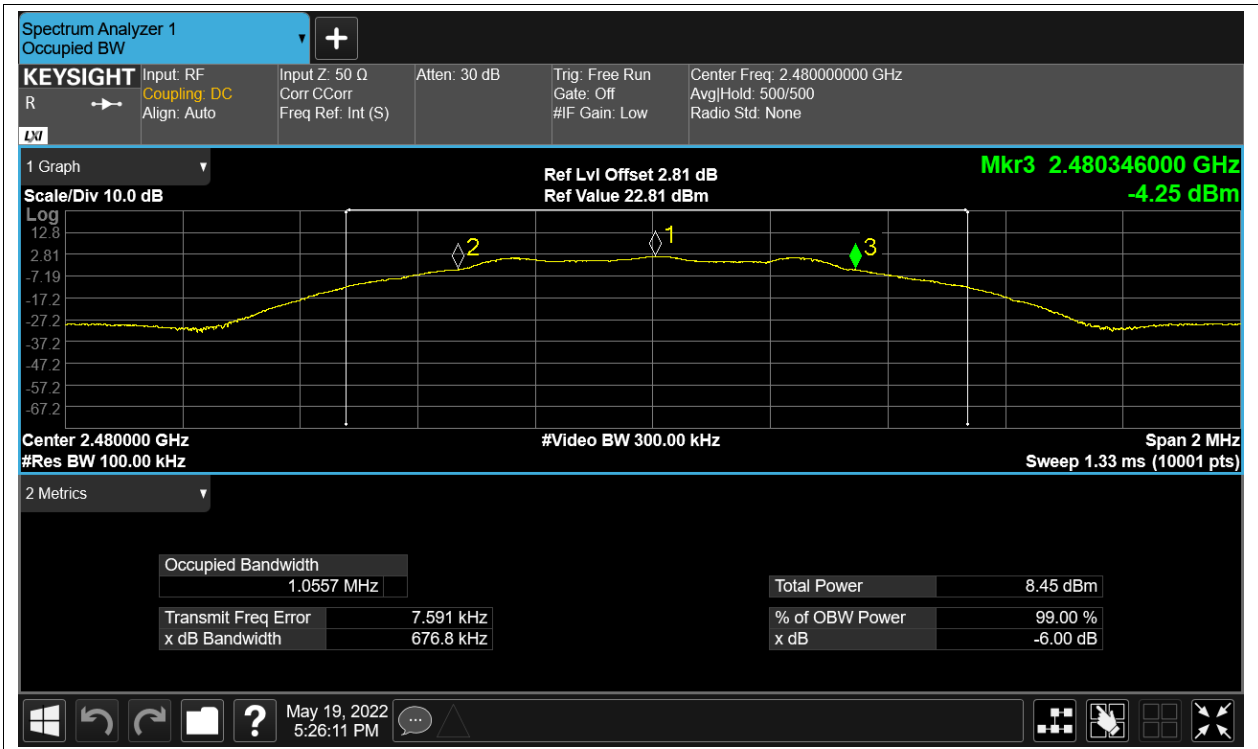 Spectrum Analyzer 1
Occupied BW
KEYSIGHT
R
LXI
Input: RF
Coupling: DC
Align: Auto
Input Z: 50 Ω
Corr CCorr
Freq Ref: Int (S)
Atten: 30 dB
Trig: Free Run
Gate: Off
#IF Gain: Low
Center Freq: 2.480000000 GHz
Avg|Hold: 500/500
Radio Std: None
1 Graph
Scale/Div 10.0 dB
Ref Lvl Offset 2.81 dB
Ref Value 22.81 dBm
Mkr3 2.480346000 GHz
-4.25 dBm
Log
12.8
2.81
-7.19
-17.2
-27.2
-37.2
-47.2
-57.2
-67.2
2
1
3
Center 2.480000 GHz
#Res BW 100.00 kHz
#Video BW 300.00 kHz
Span 2 MHz
Sweep 1.33 ms (10001 pts)
2 Metrics
Occupied Bandwidth
1.0557 MHz
Transmit Freq Error 7.591 kHz
x dB Bandwidth 676.8 kHz
Total Power 8.45 dBm
% of OBW Power 99.00 %
x dB -6.00 dB
?
May 19, 2022
5:26:11 PM